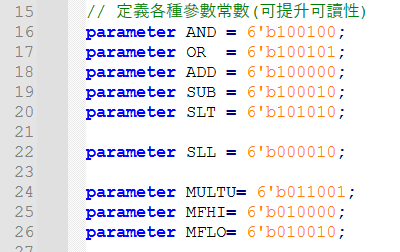 15 // 定義各種參數常數(可提升可讀性)
16 parameter AND = 6'b100100;
17 parameter OR  = 6'b100101;
18 parameter ADD = 6'b100000;
19 parameter SUB = 6'b100010;
20 parameter SLT = 6'b101010;
21
22 parameter SLL = 6'b000010;
23
24 parameter MULTU= 6'b011001;
25 parameter MFHI= 6'b010000;
26 parameter MFLO= 6'b010010;